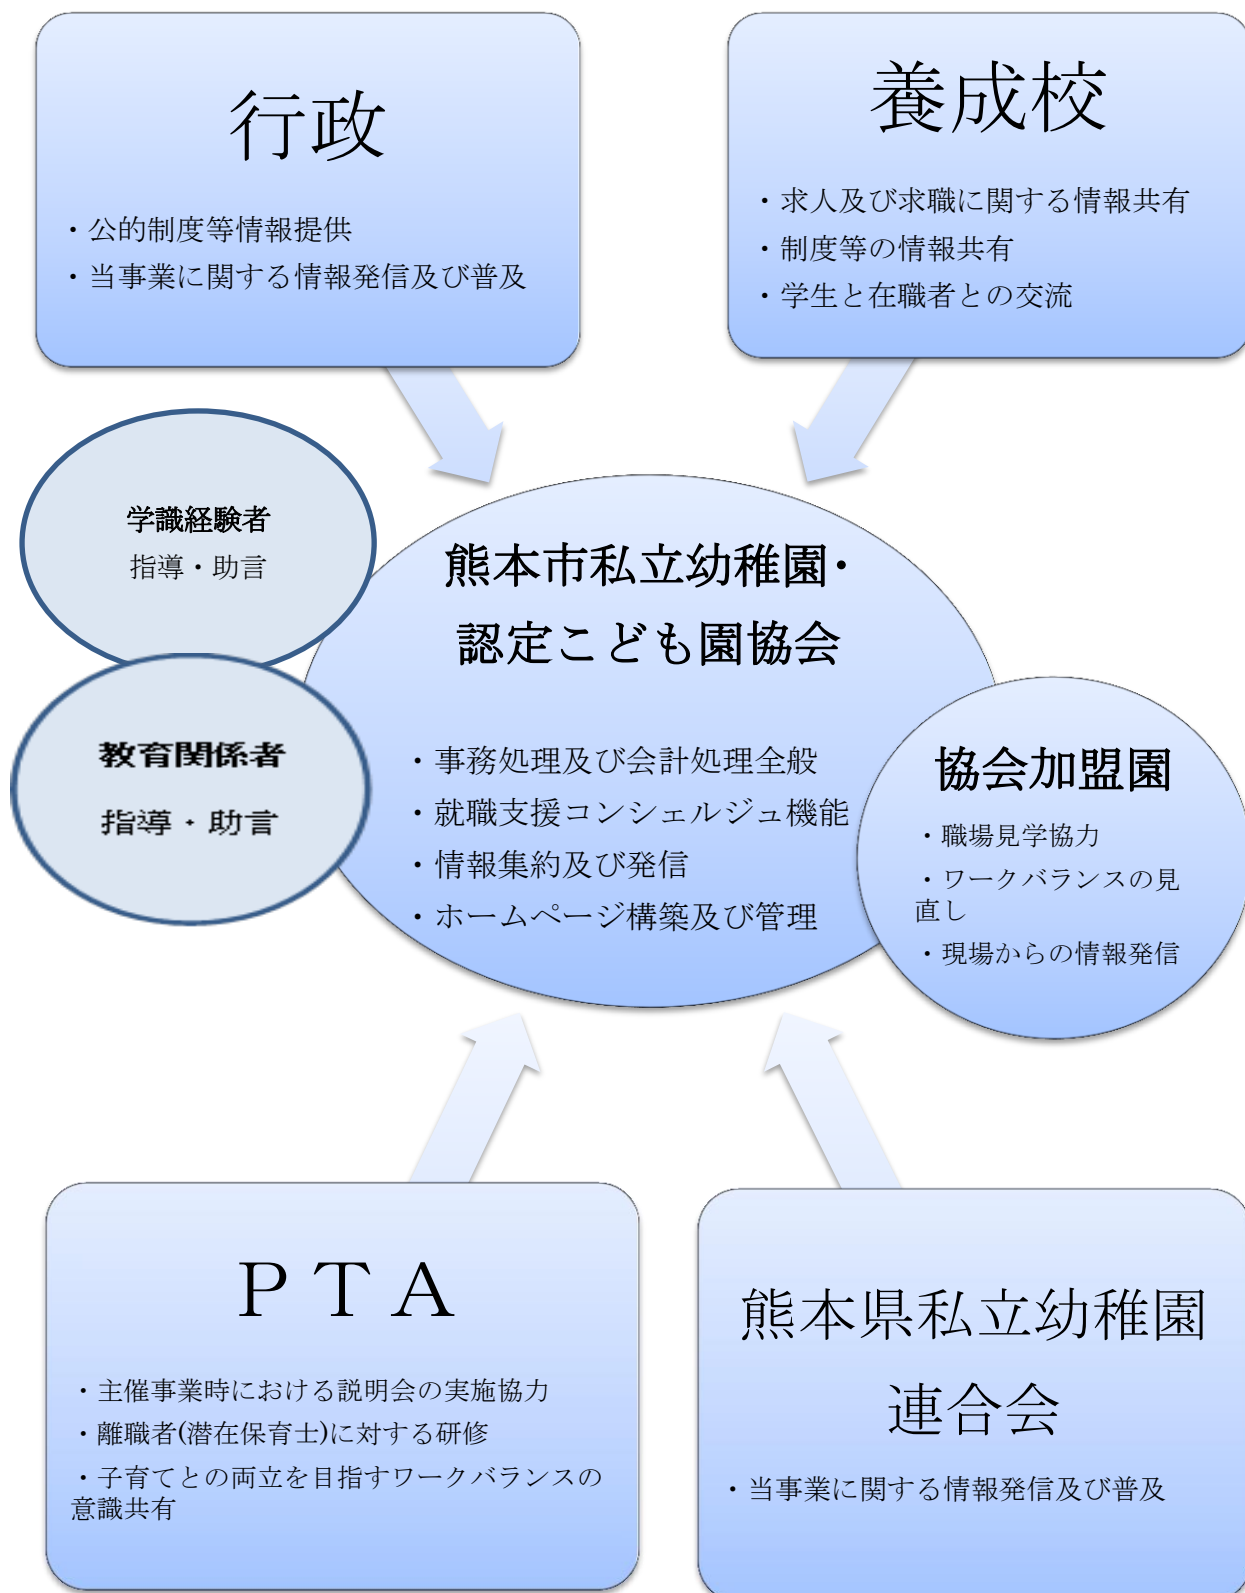 行政
・公的制度等情報提供
・当事業に関する情報発信及び普及
養成校
・求人及び求職に関する情報共有
・制度等の情報共有
・学生と在職者との交流
学識経験者
指導・助言
教育関係者
指導・助言
熊本市私立幼稚園・
認定こども園協会
・事務処理及び会計処理全般
・就職支援コンシェルジュ機能
・情報集約及び発信
・ホームページ構築及び管理
協会加盟園
・職場見学協力
・ワークバランスの見
直し
・現場からの情報発信
ＰＴＡ
・主催事業時における説明会の実施協力
・離職者(潜在保育士)に対する研修
・子育てとの両立を目指すワークバランスの
意識共有
熊本県私立幼稚園
連合会
・当事業に関する情報発信及び普及